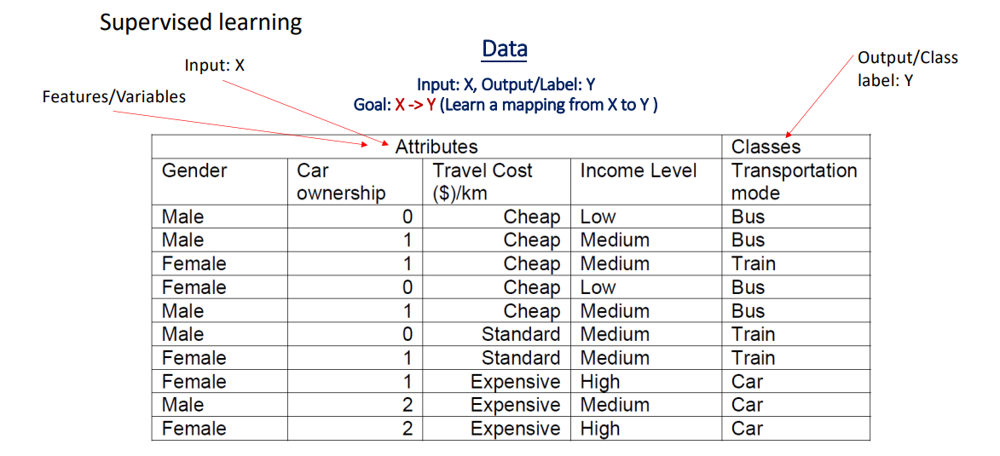 Supervised learning
Data
Input: X
Output/Class
label: Y
Features/Variables
Input: X, Output/Label: Y
Goal: X -> Y (Learn a mapping from X to Y )
Attributes Classes
Gender Car ownership Travel Cost ($)/km Income Level Transportation mode
Male 0 Cheap Low Bus
Male 1 Cheap Medium Bus
Female 1 Cheap Medium Train
Female 0 Cheap Low Bus
Male 1 Cheap Medium Bus
Male 0 Standard Medium Train
Female 1 Standard Medium Train
Female 1 Expensive High Car
Male 2 Expensive Medium Car
Female 2 Expensive High Car